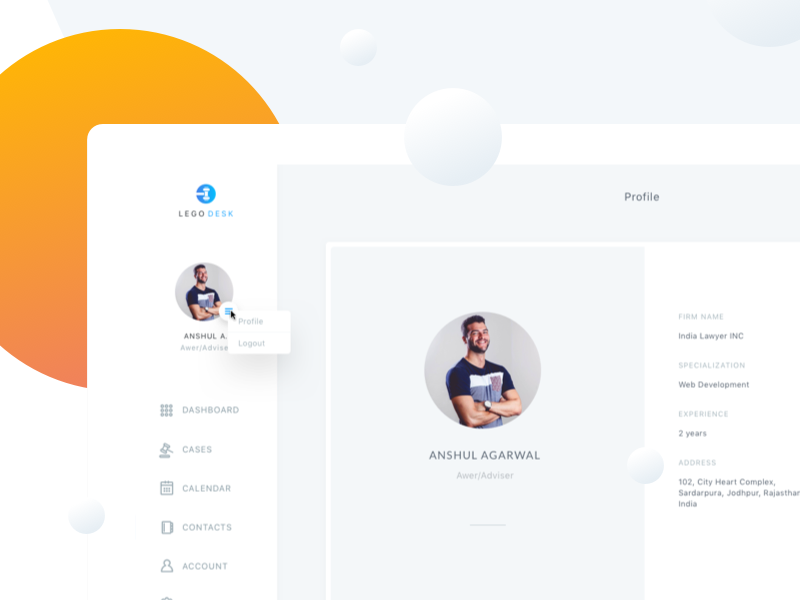 LEGO DESK
Profile
Profile
Logout
ANSHUL A.
Awer/Advise
DASHBOARD
CASES
CALENDAR
CONTACTS
ACCOUNT
ANSHUL AGARWAL
Awer/Adviser
FIRM NAME
India Lawyer INC
SPECIALIZATION
Web Development
EXPERIENCE
2 years
ADDRESS
102, City Heart Complex,
Sardarpura, Jodhpur, Rajasthan
India